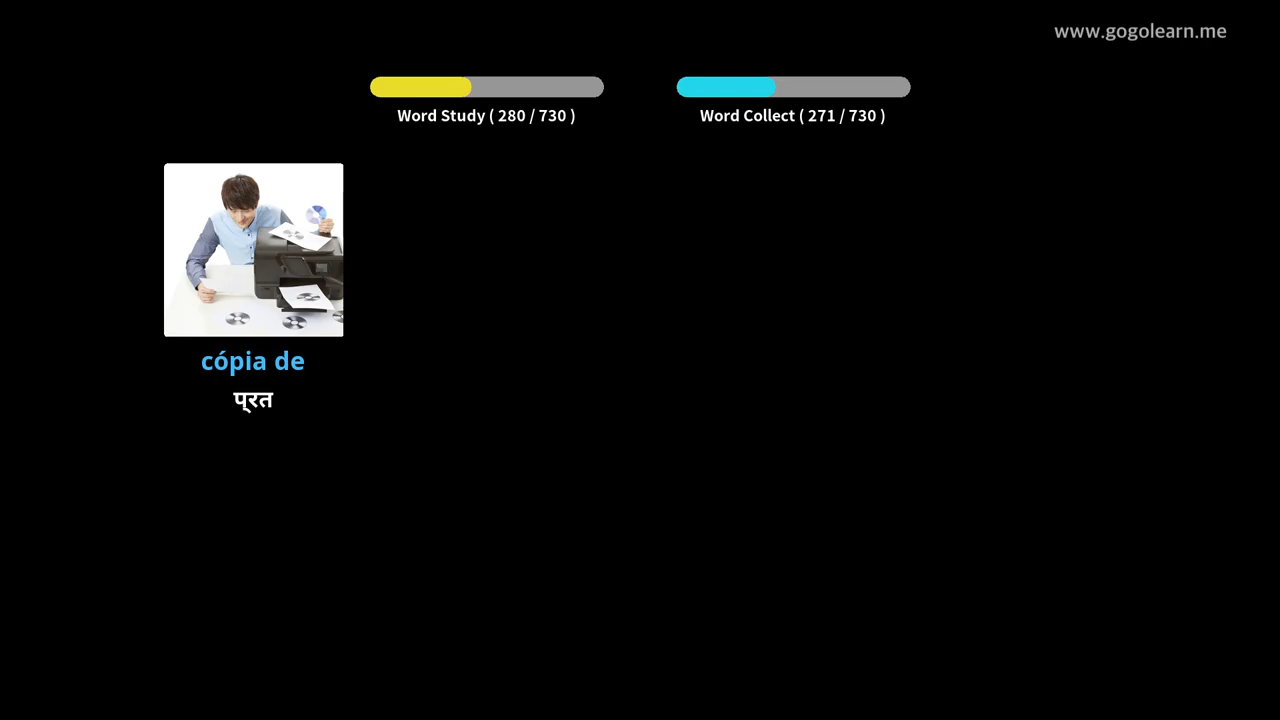 www.gogolearn.me
Word Study ( 280 / 730 )
Word Collect ( 271 / 730 )
cópia de
प्रत